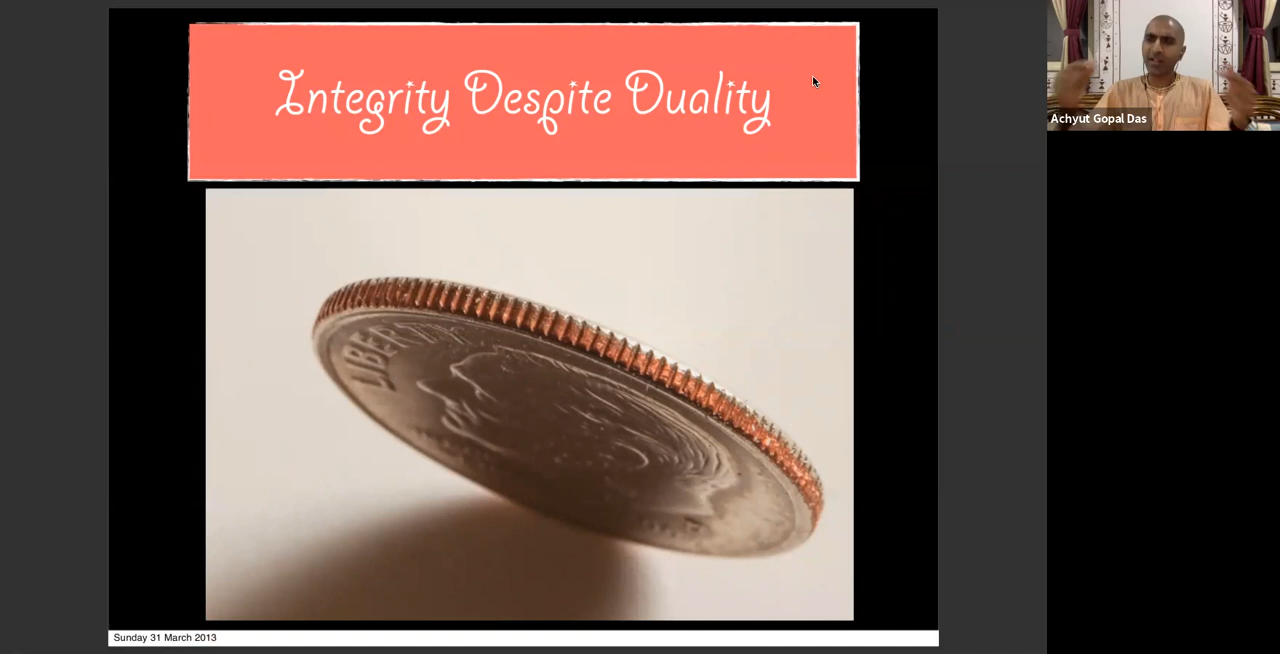 Integrity Despite Duality
Achyut Gopal Das
LIBERTY
Sunday 31 March 2013